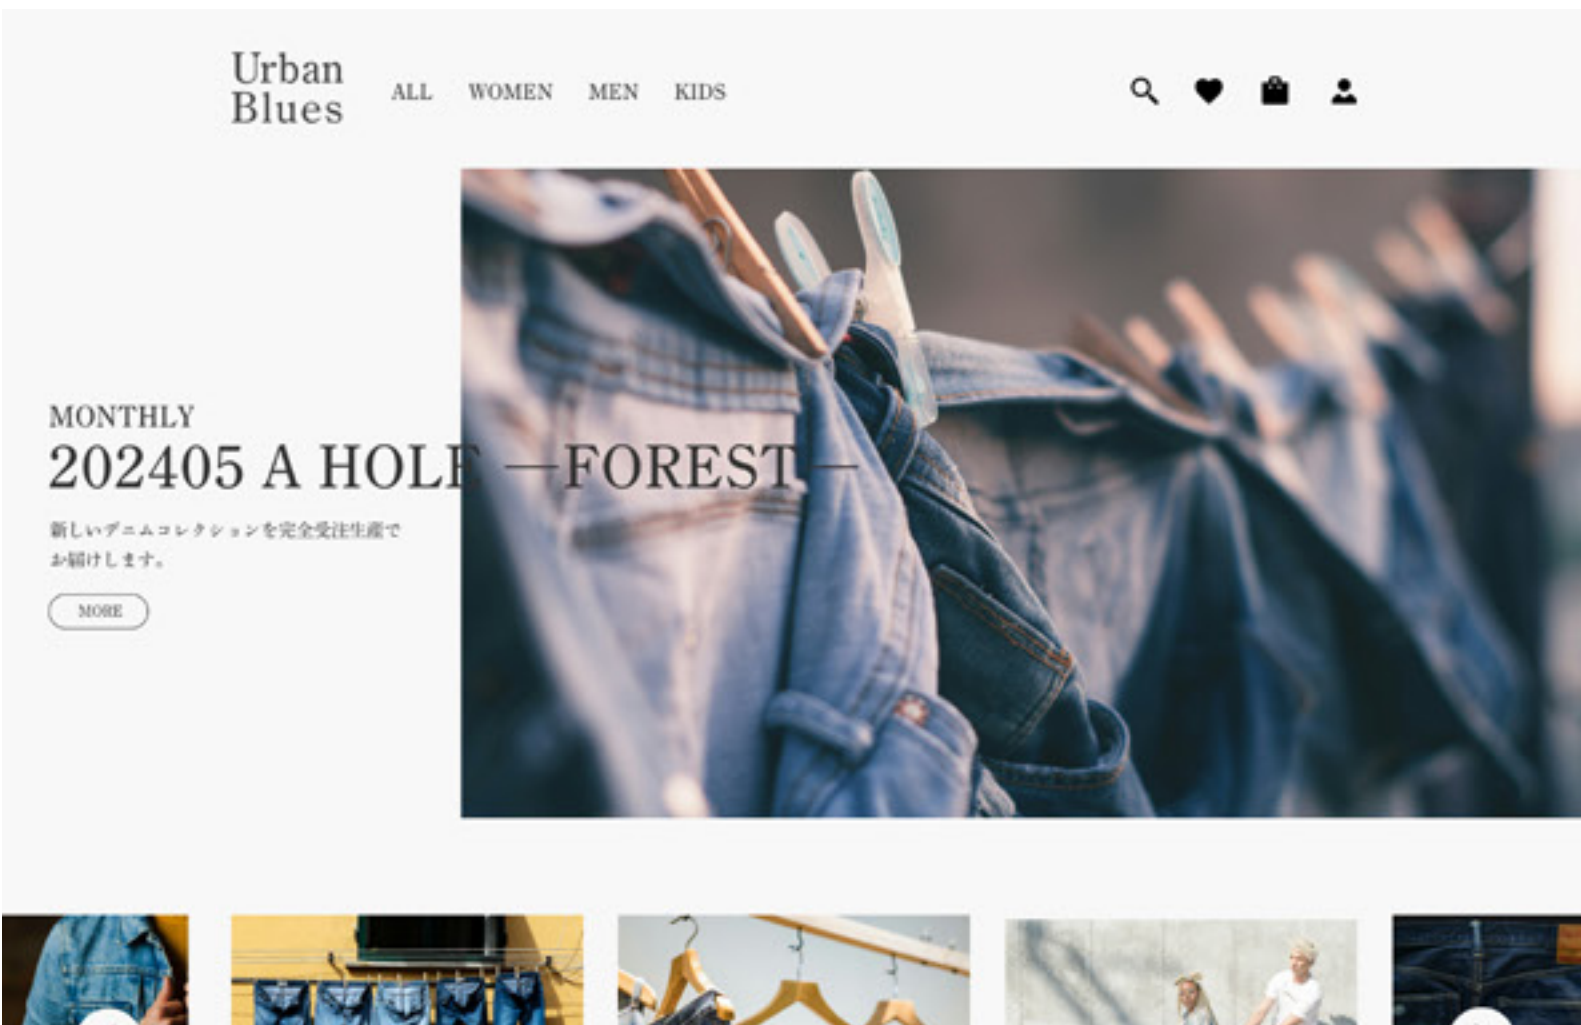 Urban
Blues
ALL WOMEN MEN KIDS
MONTHLY
202405 A HOLE —FOREST—
新しいデニムコレクションを完全受注生産で
お届けします。
MORE